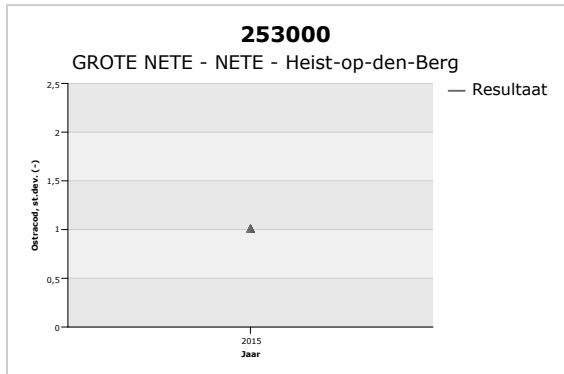 253000
GROTE NETE - NETE - Heist-op-den-Berg
Resultaat
Ostracod, st.dev. (-)
2,5
2
1,5
1
0,5
0
2015
Jaar